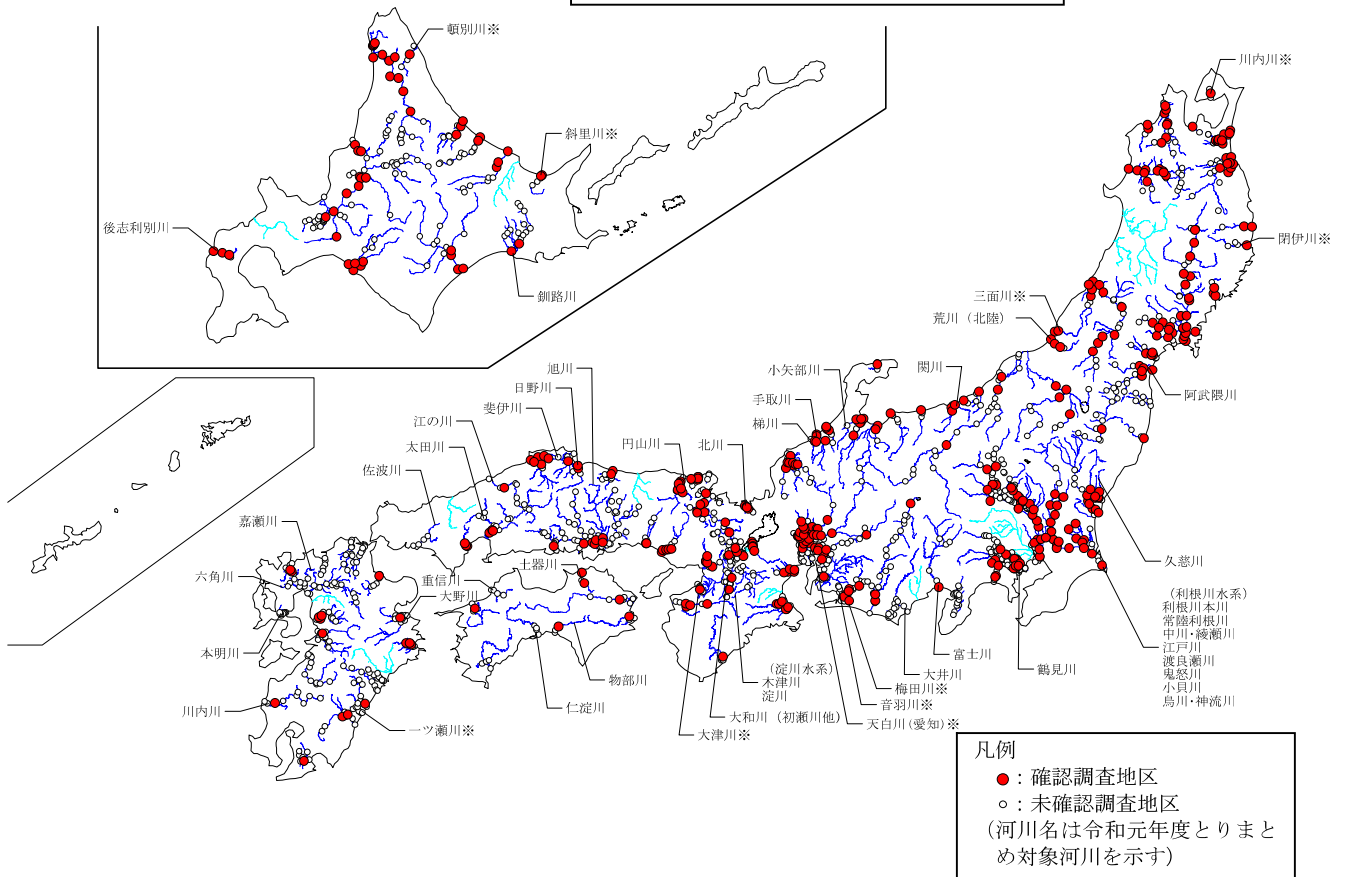 頓別川※
川内川※
斜里川※
後志利別川
閉伊川※
釧路川
三面川※
荒川（北陸）
旭川
日野川
斐伊川
江の川
太田川
佐波川
小矢部川
手取川
梯川
関川
円山川
北川
阿武隈川
嘉瀬川
六角川
土器川
重信川
大野川
久慈川
本明川
（利根川水系）
利根川本川
常陸利根川
中川・綾瀬川
江戸川
渡良瀬川
鬼怒川
小貝川
烏川・神流川
富士川
鶴見川
大井川
物部川
（淀川水系）
木津川
淀川
梅田川※
仁淀川
音羽川※
川内川
大和川（初瀬川他）
天白川(愛知)※
一ツ瀬川※
大津川※
凡例
：確認調査地区
：未確認調査地区
（河川名は令和元年度とりまと
め対象河川を示す）